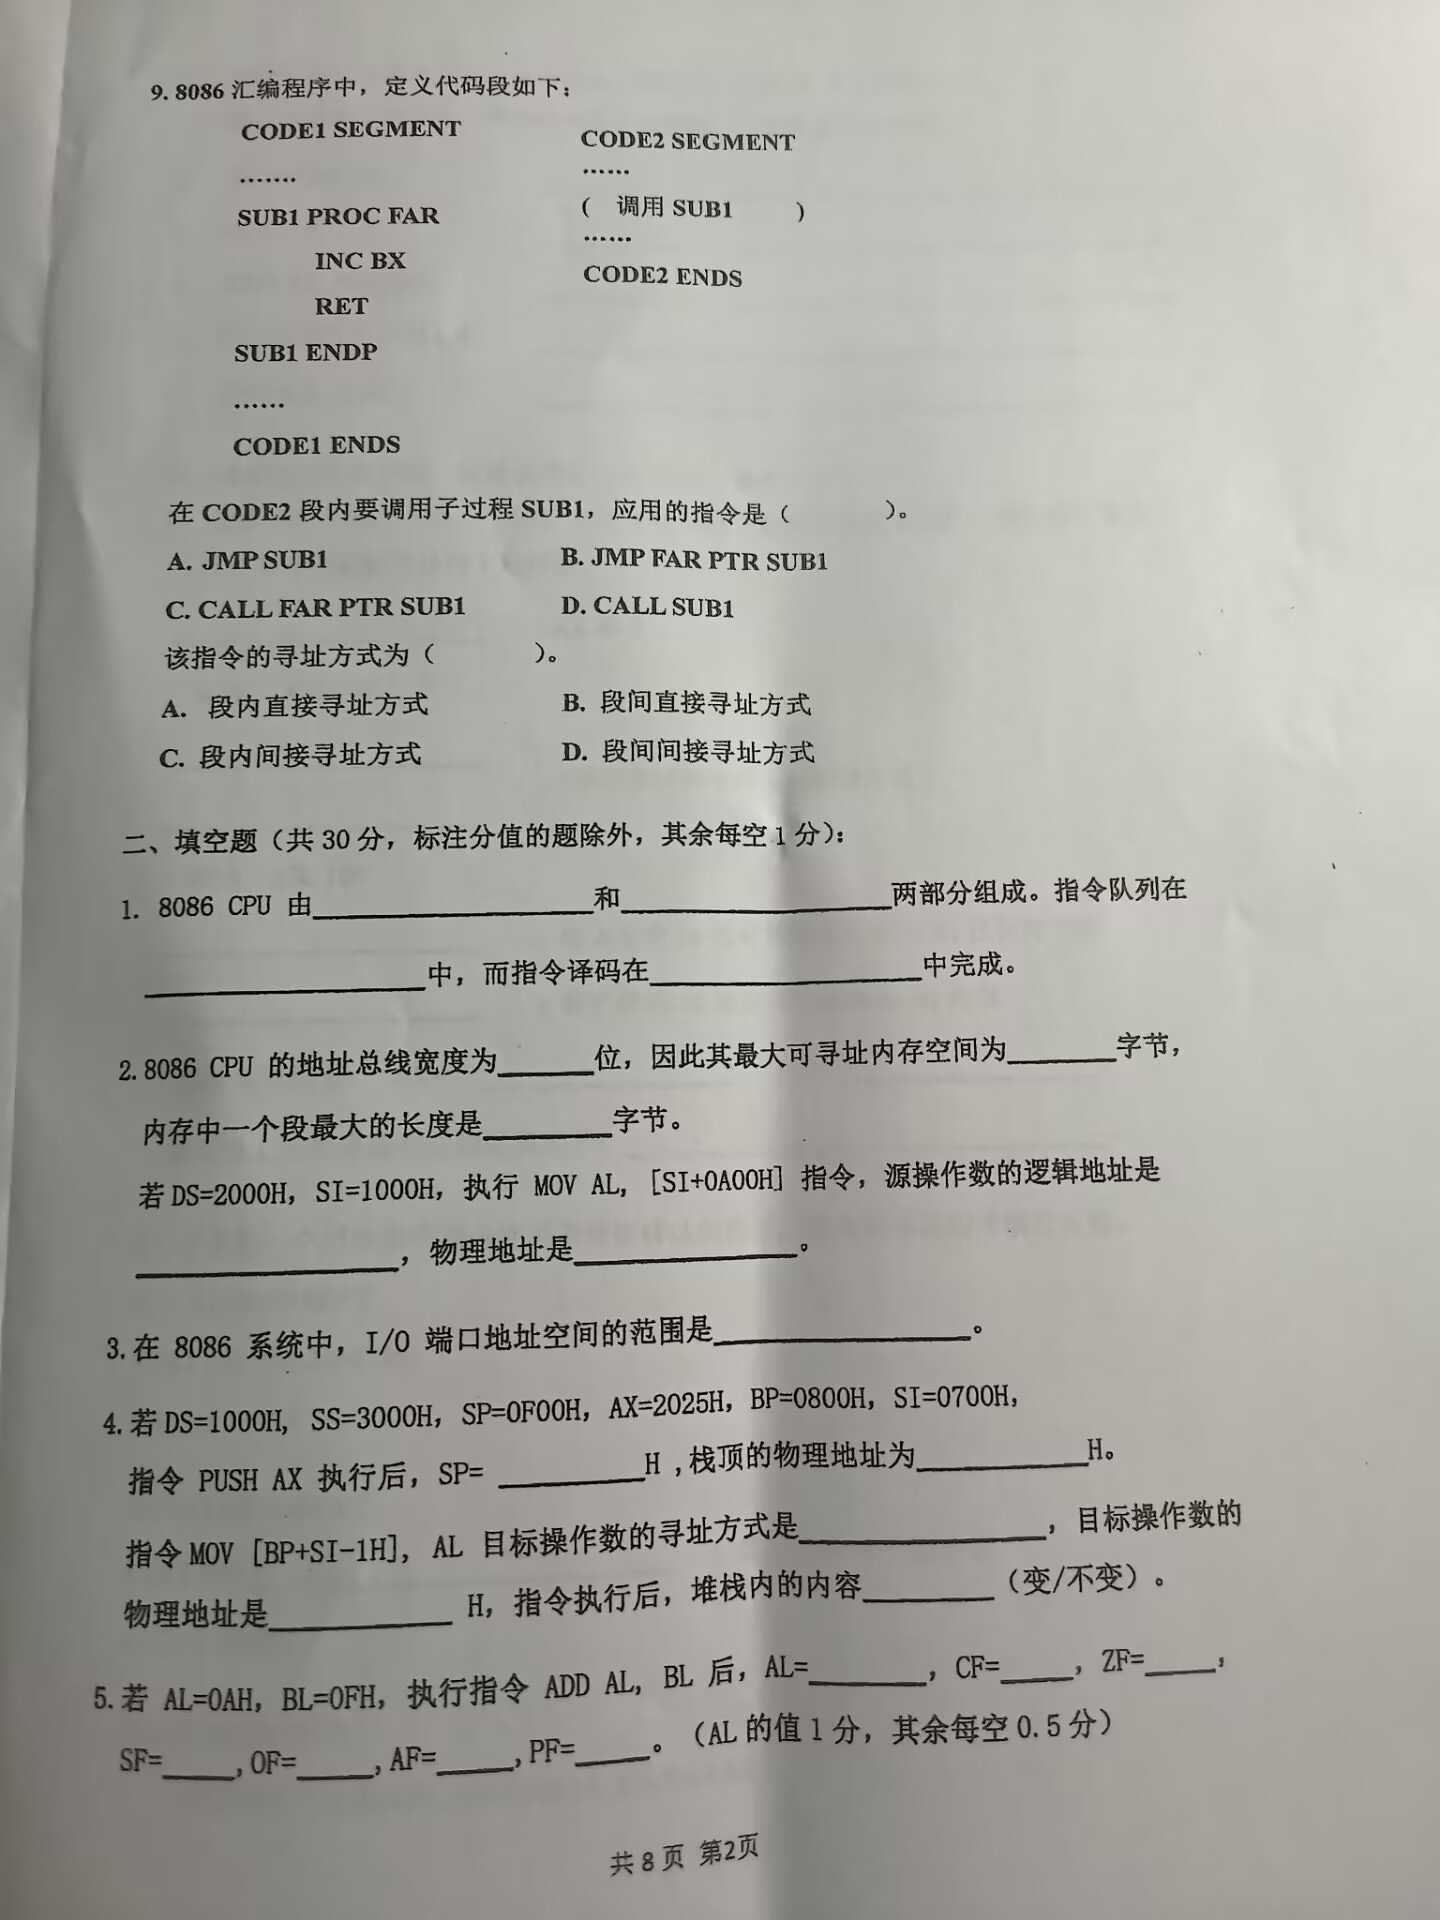 9. 8086 汇编程序中，定义代码段如下；
CODE1 SEGMENT
CODE2 SEGMENT
.......
......
SUB1 PROC FAR
( 调用 SUB1 )
......
INC BX
CODE2 ENDS
RET
SUB1 ENDP
......
CODE1 ENDS
在 CODE2 段内要调用子过程 SUB1，应用的指令是（ ）。
A. JMP SUB1 B. JMP FAR PTR SUB1
C. CALL FAR PTR SUB1 D. CALL SUB1
该指令的寻址方式为（ ）。
A. 段内直接寻址方式 B. 段间直接寻址方式
C. 段内间接寻址方式 D. 段间间接寻址方式
二、填空题（共 30 分，标注分值的题除外，其余每空 1 分）：
1. 8086 CPU 由__________和__________两部分组成。指令队列在
__________中，而指令译码在__________中完成。
2. 8086 CPU 的地址总线宽度为____位，因此其最大可寻址内存空间为____字节，
内存中一个段最大的长度是____字节。
若 DS=2000H，SI=1000H，执行 MOV AL, [SI+0A00H] 指令，源操作数的逻辑地址是
__________，物理地址是__________。
3. 在 8086 系统中，I/O 端口地址空间的范围是__________。
4. 若 DS=1000H, SS=3000H，SP=0F00H，AX=2025H，BP=0800H，SI=0700H，
指令 PUSH AX 执行后，SP= ______H ,栈顶的物理地址为______H。
指令 MOV [BP+SI-1H], AL 目标操作数的寻址方式是__________，目标操作数的
物理地址是______ H，指令执行后，堆栈内的内容______（变/不变）。
5. 若 AL=0AH, BL=0FH, 执行指令 ADD AL, BL 后，AL=____，CF=____，ZF=____，
SF=____,OF=____,AF=____,PF=____。（AL 的值 1 分，其余每空 0.5 分）
共 8 页 第2页